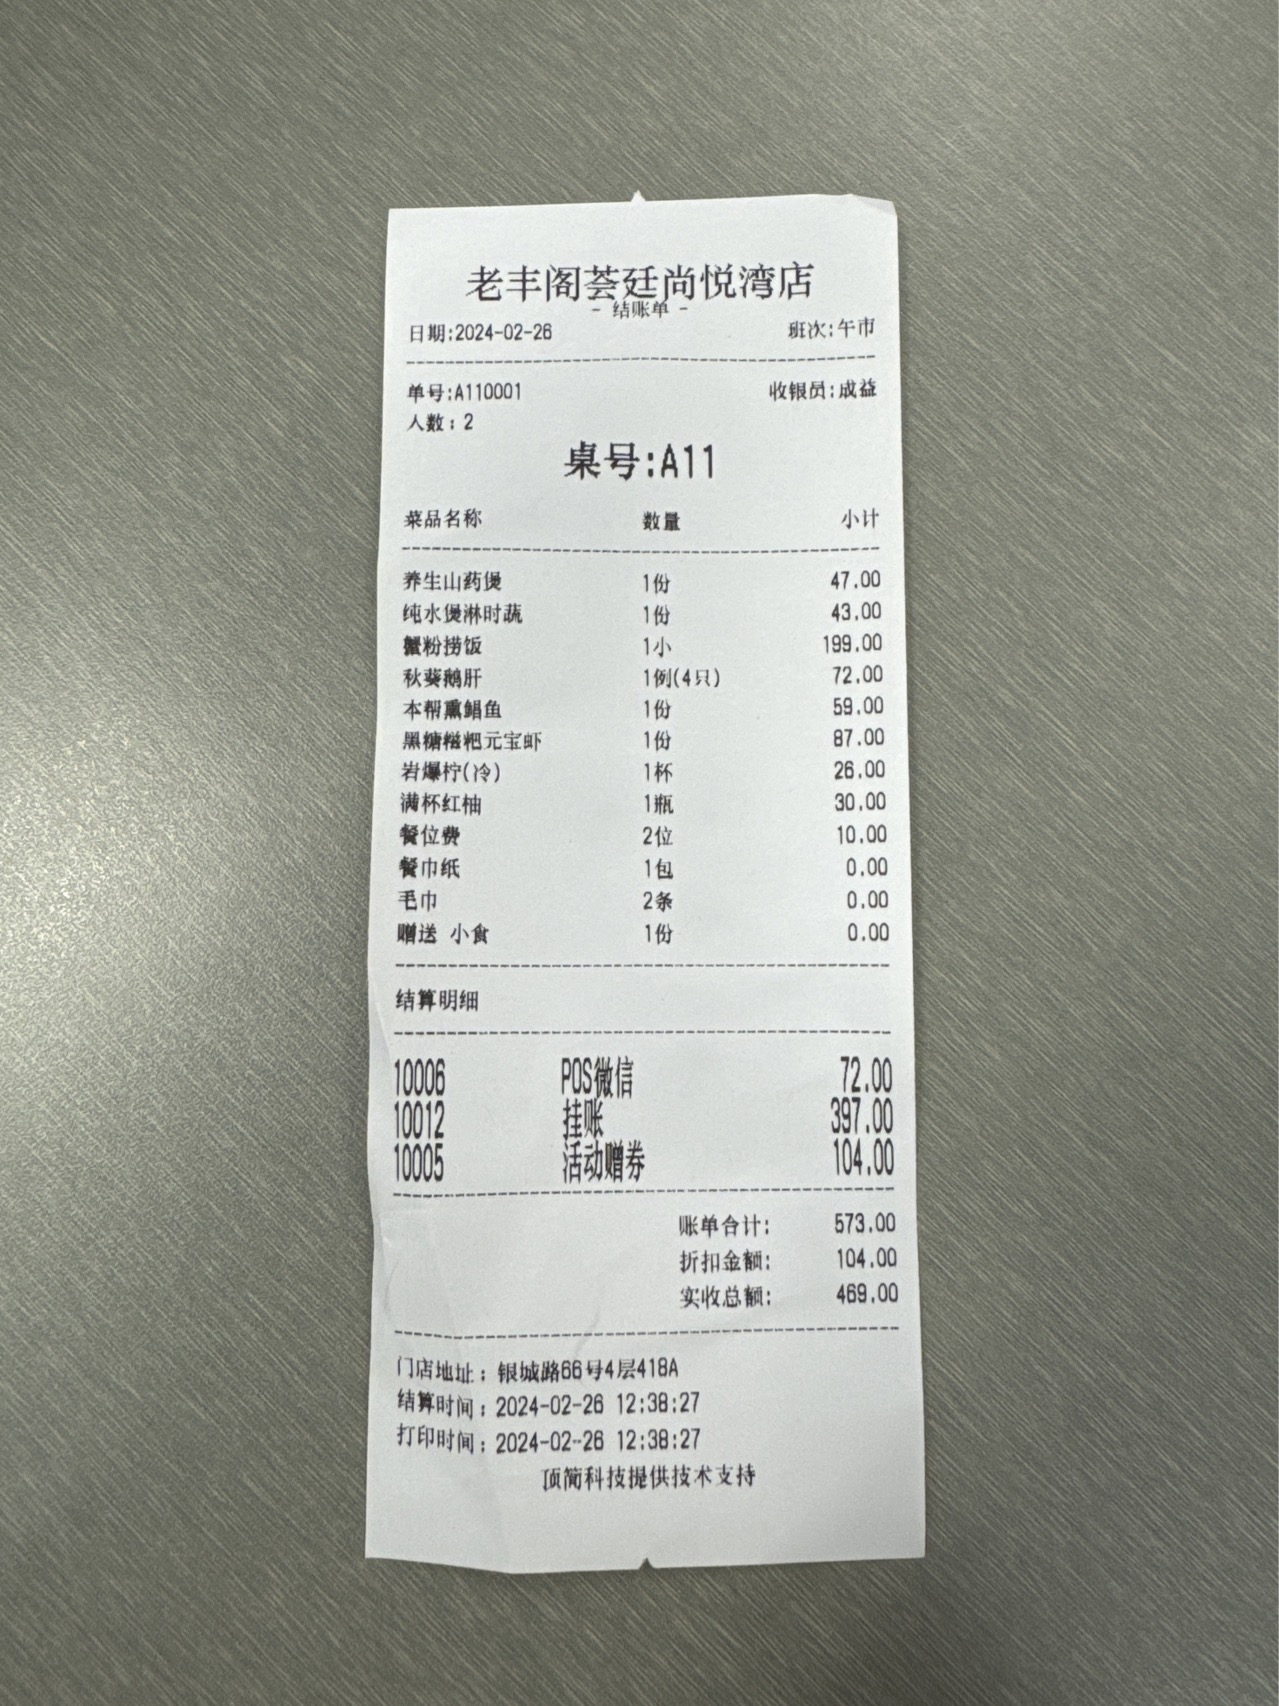 老丰阁荟廷尚悦湾店
- 结账单 -
日期:2024-02-26 班次:午市
单号:A110001 收银员:成益
人数: 2
桌号:A11
菜品名称 数量 小计
养生山药煲 1份 47.00
纯水煲淋时蔬 1份 43.00
蟹粉捞饭 1小 199.00
秋葵鹅肝 1例(4只) 72.00
本帮熏鲳鱼 1份 59.00
黑糖糍粑元宝虾 1份 87.00
岩爆柠(冷) 1杯 26.00
满杯红柚 1瓶 30.00
餐位费 2位 10.00
餐巾纸 1包 0.00
毛巾 2条 0.00
赠送 小食 1份 0.00
结算明细
10006 POS微信 72.00
10012 挂账 397.00
10005 活动赠券 104.00
账单合计: 573.00
折扣金额: 104.00
实收总额: 469.00
门店地址: 银城路66号4层418A
结算时间: 2024-02-26 12:38:27
打印时间: 2024-02-26 12:38:27
顶简科技提供技术支持